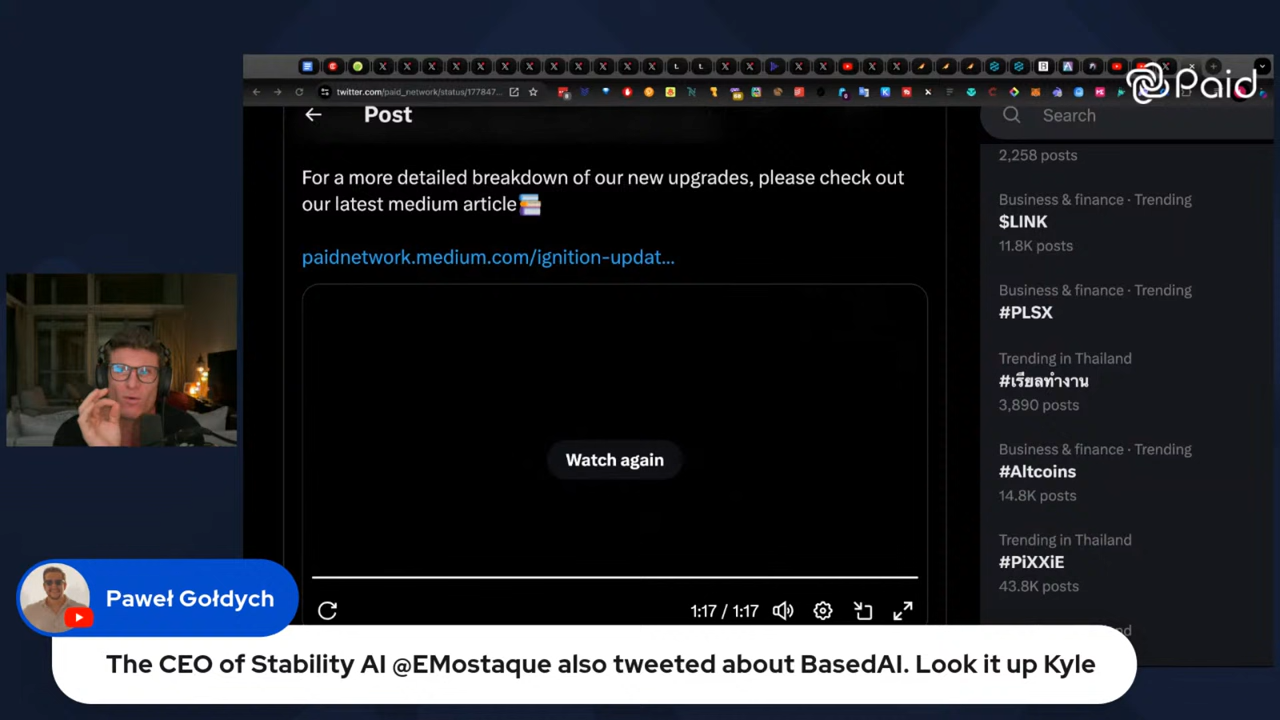 twitter.com/paid_network/status/177847...
Paid
Post
Search
For a more detailed breakdown of our new upgrades, please check out
our latest medium article
paidnetwork.medium.com/ignition-updat...
Watch again
1:17 / 1:17
2,258 posts
Business & finance · Trending
$LINK
11.8K posts
Business & finance · Trending
#PLSX
Trending in Thailand
#เรียลทำงาน
3,890 posts
Business & finance · Trending
#Altcoins
14.8K posts
Trending in Thailand
#PiXXiE
43.8K posts
Paweł Gołdych
The CEO of Stability AI @EMostaque also tweeted about BasedAI. Look it up Kyle